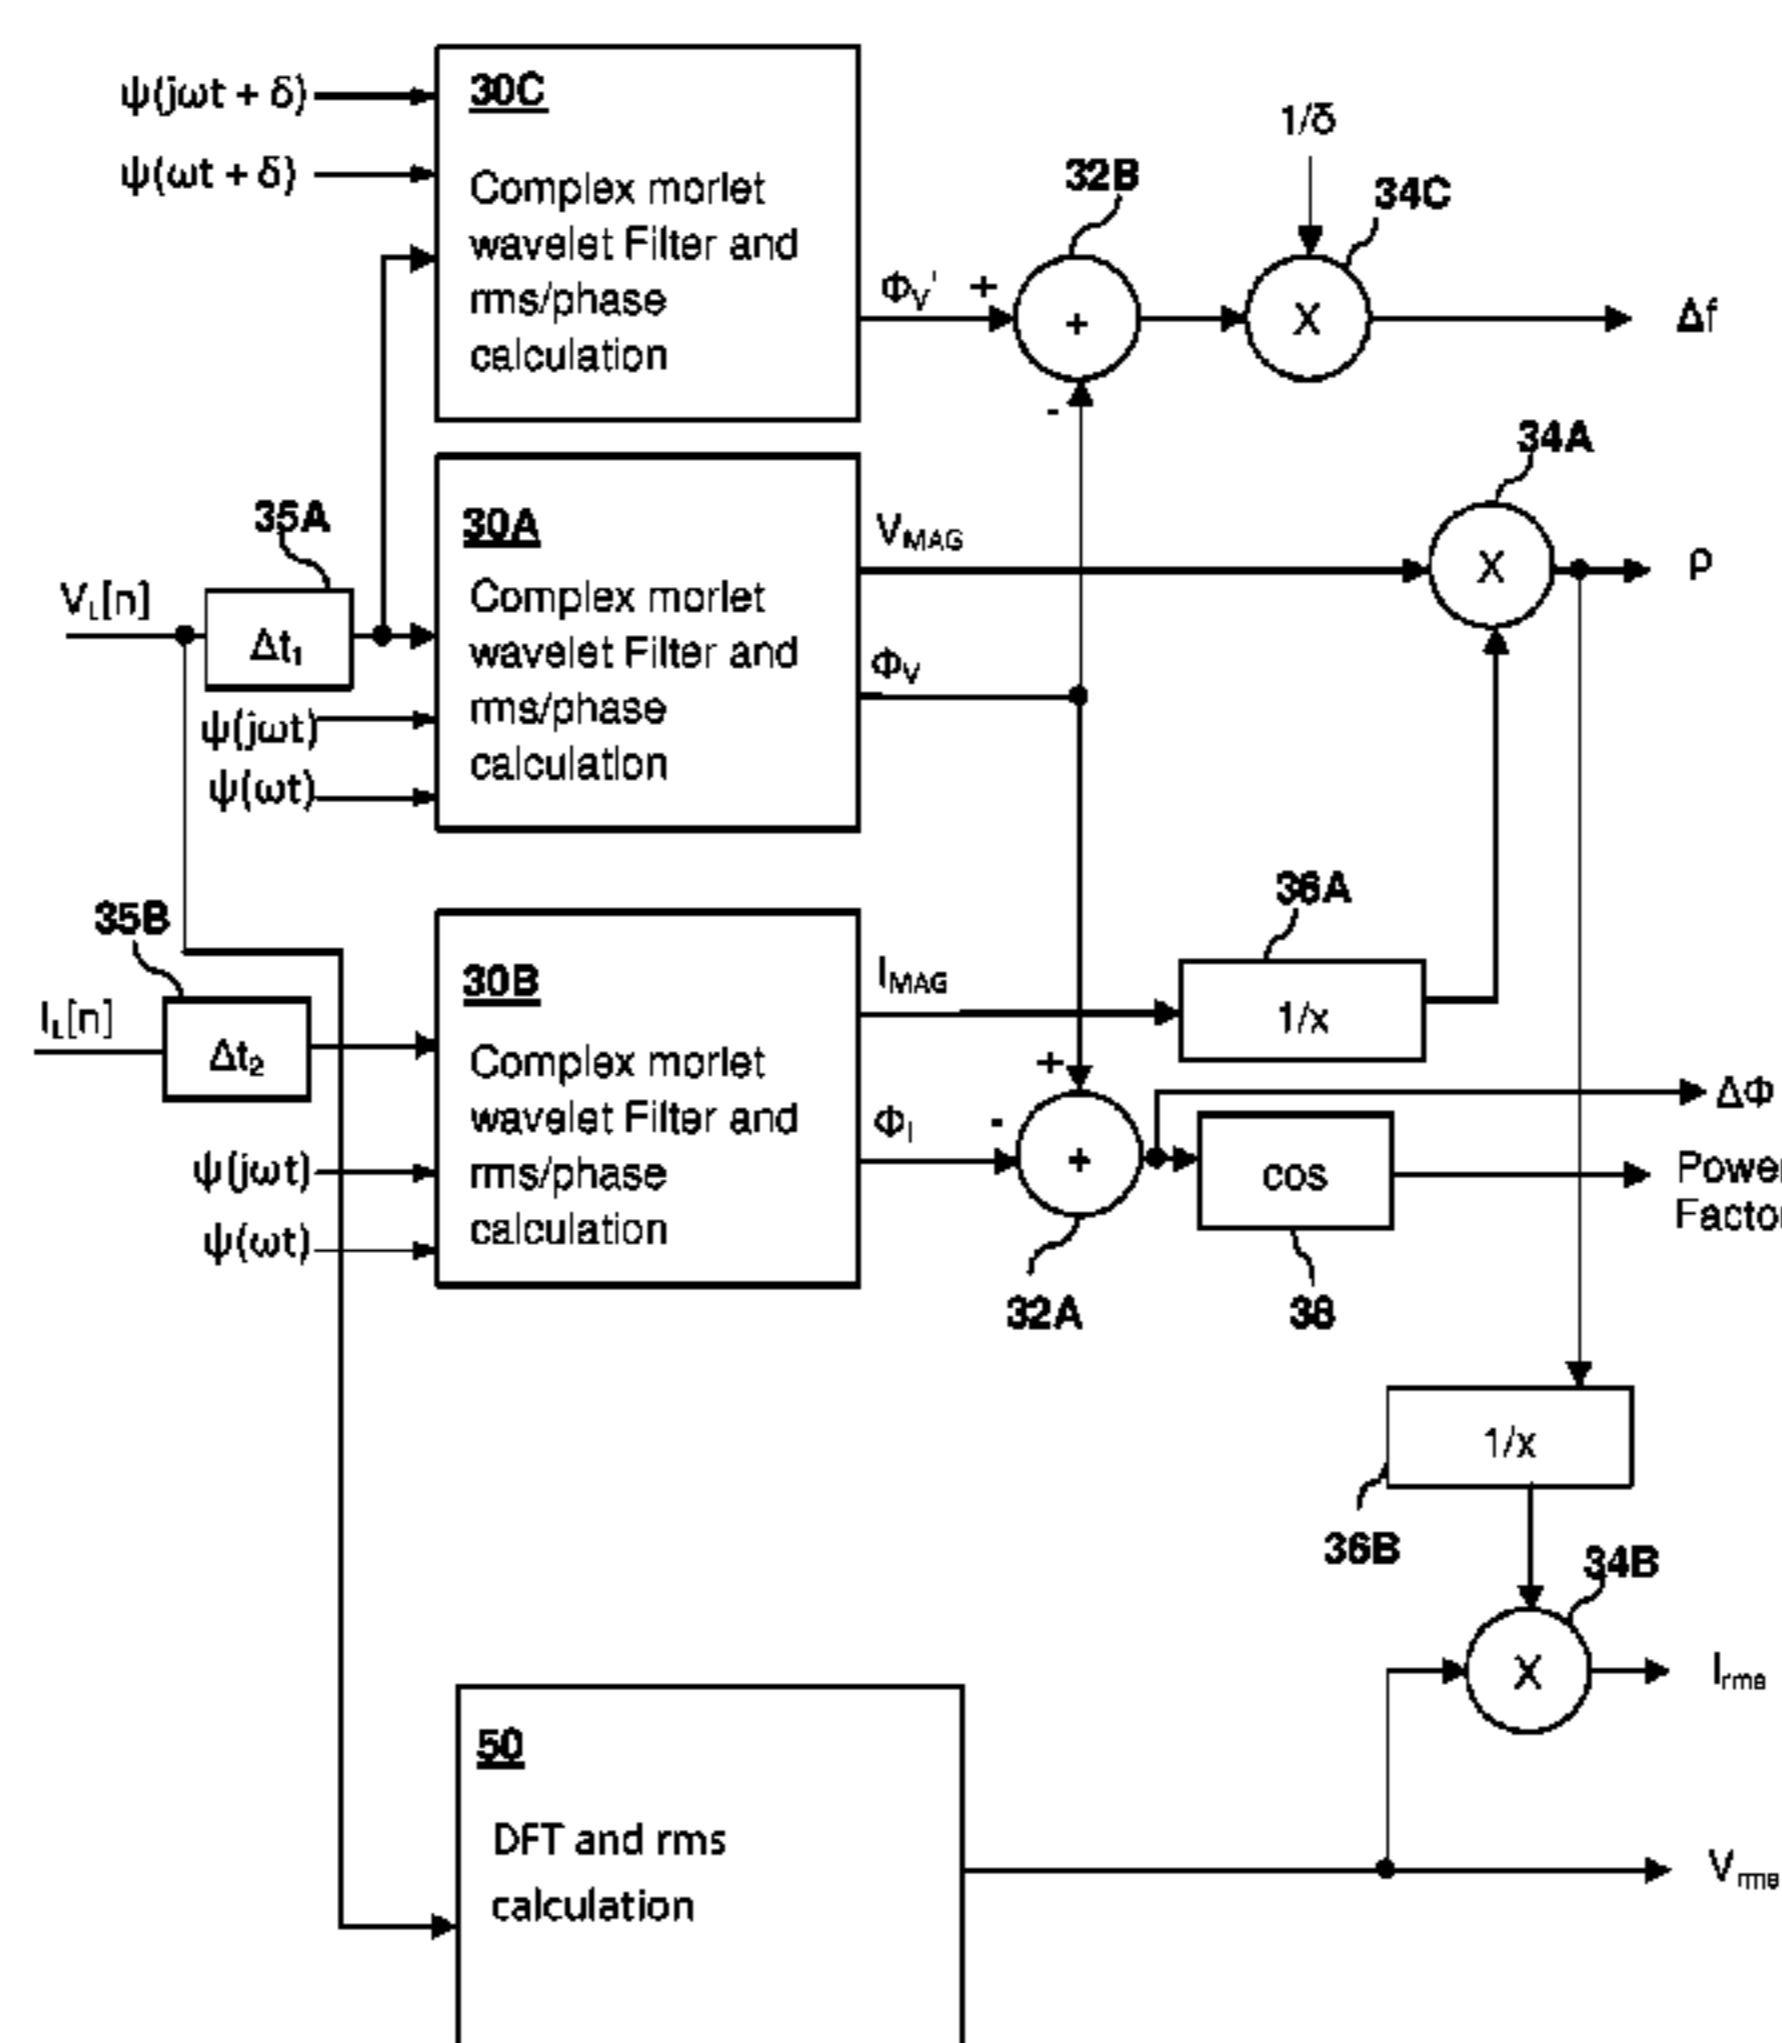 ψ(jωt + δ)
ψ(ωt + δ)
30C
Complex morlet
wavelet Filter and
rms/phase
calculation
ΦV'
+
-
32B
+
1/δ
34C
X
Δf
VL[n]
35A
Δt1
ψ(jωt)
ψ(ωt)
30A
Complex morlet
wavelet Filter and
rms/phase
calculation
VMAG
ΦV
34A
X
ρ
35B
IL[n]
Δt2
ψ(jωt)
ψ(ωt)
30B
Complex morlet
wavelet Filter and
rms/phase
calculation
IMAG
ΦI
36A
1/x
+
-
+
32A
cos
38
ΔΦ
Power
Factor
1/x
36B
34B
X
Irms
50
DFT and rms
calculation
Vrms